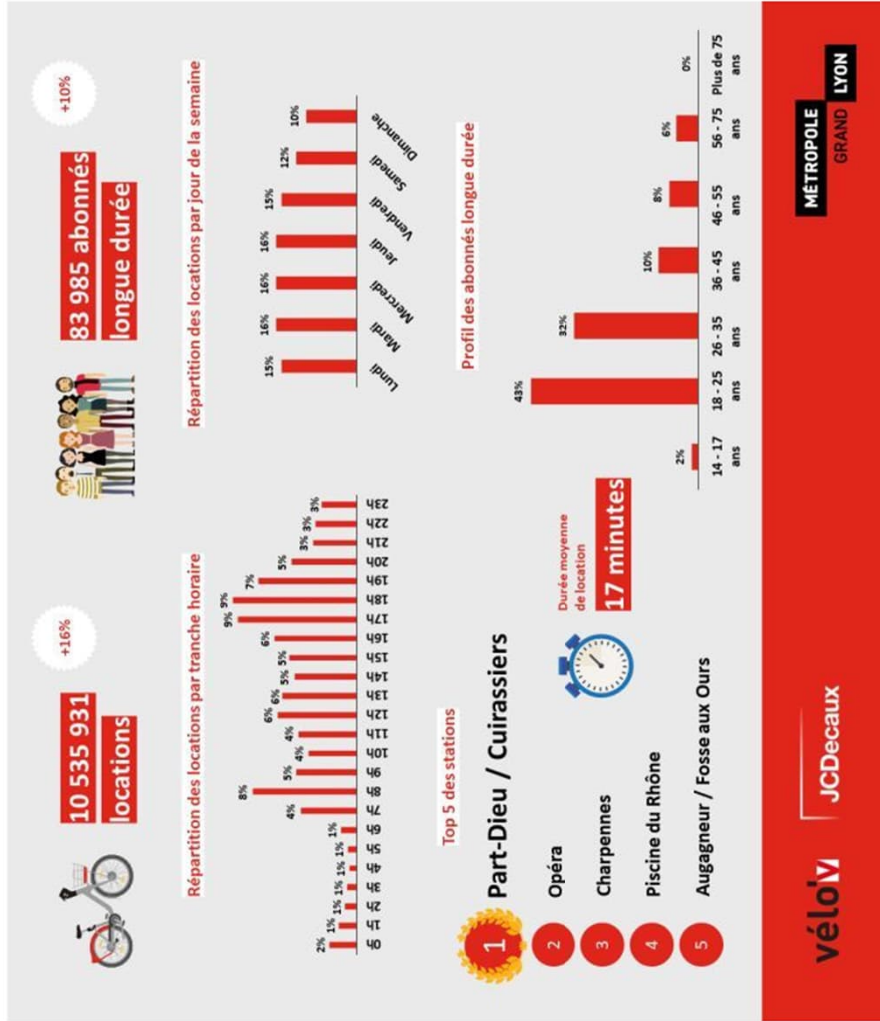 10 535 931
locations
+16%
83 985 abonnés
longue durée
+10%
Répartition des locations par tranche horaire
2%
1%
1%
1%
1%
1%
1%
4%
8%
5%
4%
4%
6%
6%
5%
5%
6%
9%
9%
7%
5%
3%
3%
3%
0h
1h
2h
3h
4h
5h
6h
7h
8h
9h
10h
11h
12h
13h
14h
15h
16h
17h
18h
19h
20h
21h
22h
23h
Répartition des locations par jour de la semaine
15%
16%
16%
16%
15%
12%
10%
Lundi
Mardi
Mercredi
Jeudi
Vendredi
Samedi
Dimanche
Top 5 des stations
1 Part-Dieu / Cuirassiers
2 Opéra
3 Charpennes
4 Piscine du Rhône
5 Augagneur / Fosse aux Ours
Durée moyenne
de location
17 minutes
Profil des abonnés longue durée
2%
43%
32%
10%
8%
6%
0%
14 - 17
ans
18 - 25
ans
26 - 35
ans
36 - 45
ans
46 - 55
ans
56 - 75
ans
Plus de 75
ans
vélo'v
JCDecaux
MÉTROPOLE
GRAND LYON